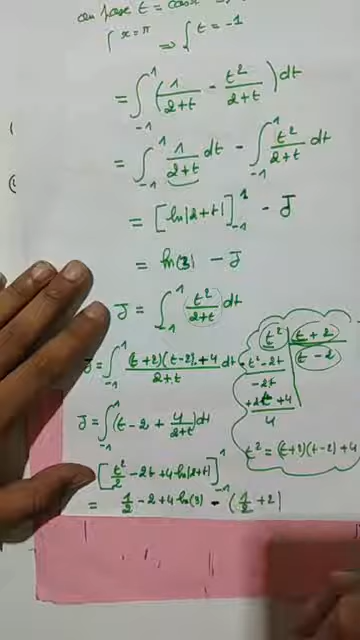 on pose t = cosx
{ x=π ⇒ { t = -1
= ∫_{-1}^{1} (1/(2+t) - t²/(2+t)) dt
= ∫_{-1}^{1} 1/(2+t) dt - ∫_{-1}^{1} t²/(2+t) dt
= [ln|2+t|]_{-1}^{1} - J
= ln(3) - J
J = ∫_{-1}^{1} t²/(2+t) dt
J = ∫_{-1}^{1} ((t+2)(t-2)+4)/(2+t) dt
J = ∫_{-1}^{1} (t - 2 + 4/(2+t)) dt
[t²/2 - 2t + 4 ln|2+t|]_{-1}^{1}
= 1/2 - 2 + 4 ln(3) - (1/2 + 2)
t² | t + 2
-t² - 2t | t - 2
-2t
+2t + 4
4
t² = (t+2)(t-2) + 4